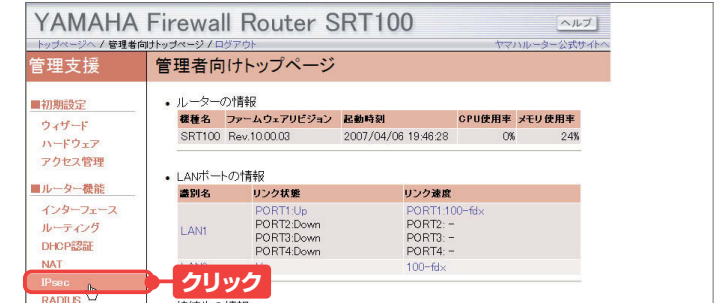 YAMAHA Firewall Router SRT100
ヘルプ
トップページへ / 管理者向けトップページ / ログアウト
ヤマハルーター公式サイトへ
管理支援
管理者向けトップページ
■初期設定
ウィザード
ハードウェア
アクセス管理
■ルーター機能
インターフェース
ルーティング
DHCP認証
NAT
IPsec
RADIUS
クリック
• ルーターの情報
機種名 ファームウェアリビジョン 起動時刻 CPU使用率 メモリ使用率
SRT100 Rev.10.00.03 2007/04/06 19:46:28 0% 24%
• LANポートの情報
識別名 リンク状態 リンク速度
LAN1
PORT1:Up PORT1:100-fdx
PORT2:Down PORT2: -
PORT3:Down PORT3: -
PORT4:Down PORT4: -
100-fdx